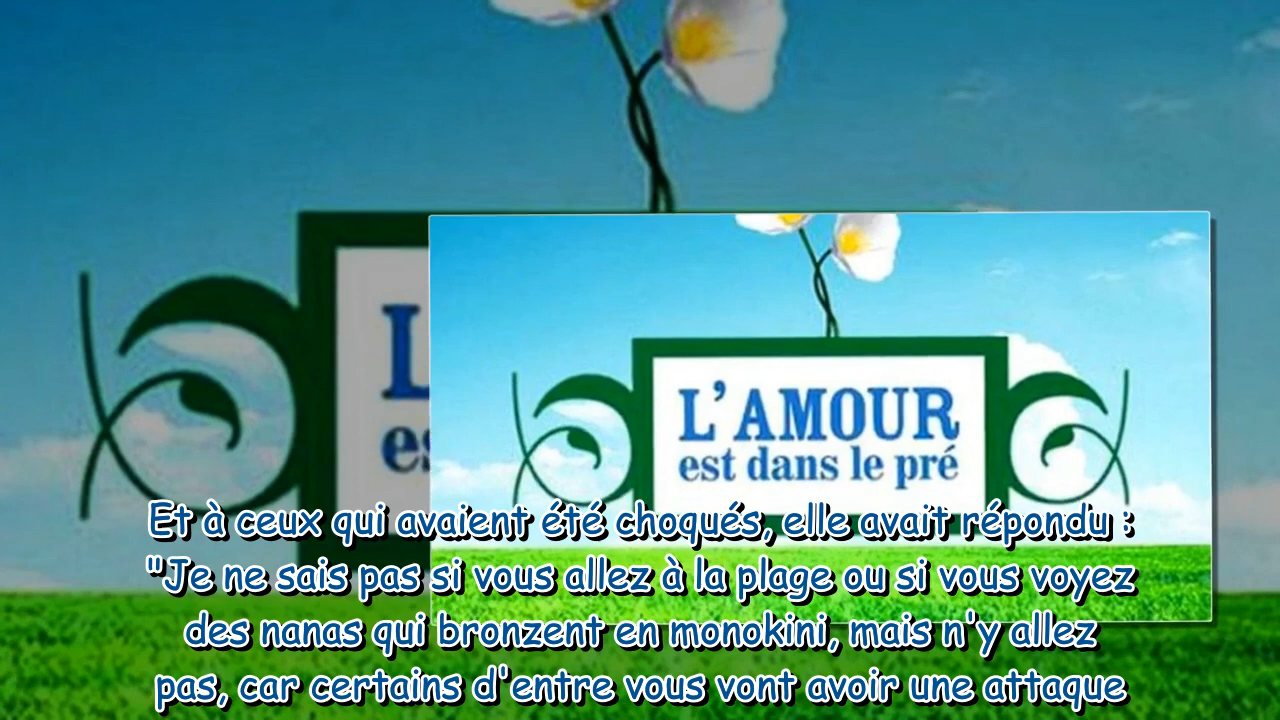 L
es
L'AMOUR
est dans le pré
Et à ceux qui avaient été choqués, elle avait répondu :
"Je ne sais pas si vous allez à la plage ou si vous voyez
des nanas qui bronzent en monokini, mais n'y allez
pas, car certains d'entre vous vont avoir une attaque